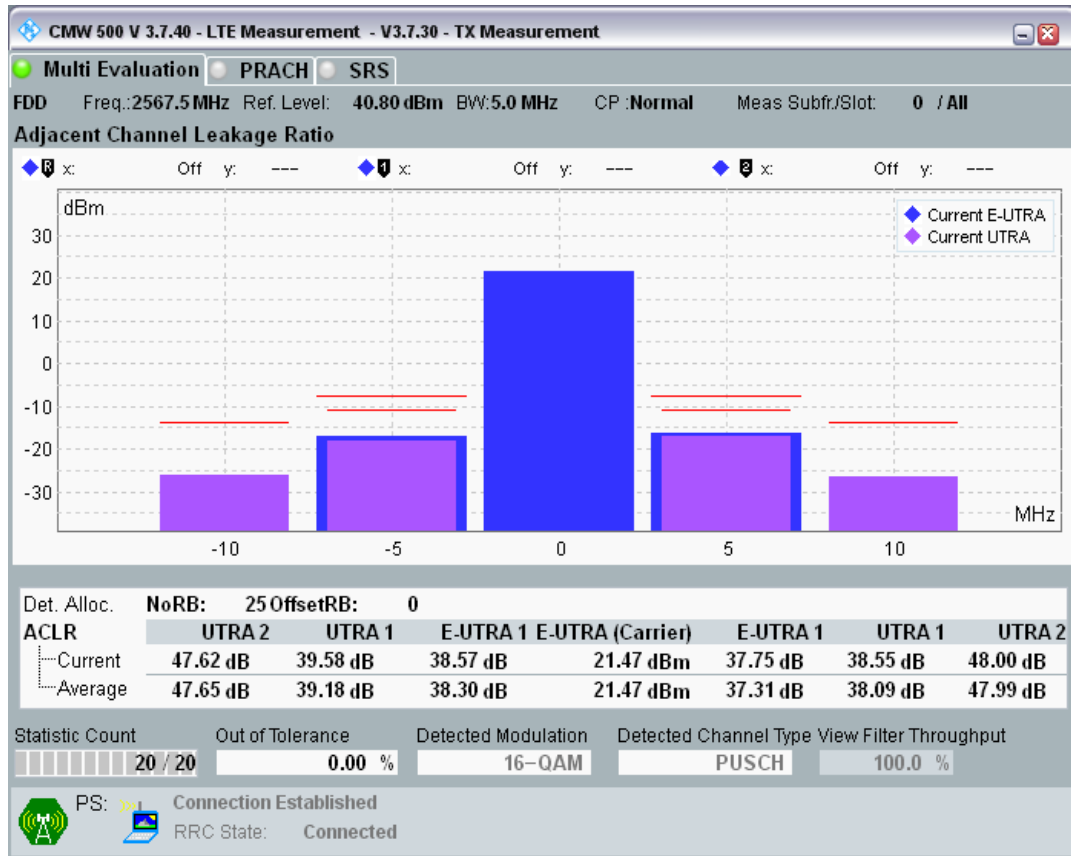 CMW 500 V 3.7.40 - LTE Measurement - V3.7.30 - TX Measurement
Multi Evaluation PRACH SRS
FDD Freq.:2567.5 MHz Ref. Level: 40.80 dBm BW:5.0 MHz CP :Normal Meas Subfr./Slot: 0 / All
Adjacent Channel Leakage Ratio
R x: Off y: --- 1 x: Off y: --- 2 x: Off y: ---
dBm
Current E-UTRA
Current UTRA
30
20
10
0
-10
-20
-30
MHz
-10 -5 0 5 10
Det. Alloc. NoRB: 25 OffsetRB: 0
ACLR UTRA 2 UTRA 1 E-UTRA 1 E-UTRA (Carrier) E-UTRA 1 UTRA 1 UTRA 2
Current 47.62 dB 39.58 dB 38.57 dB 21.47 dBm 37.75 dB 38.55 dB 48.00 dB
Average 47.65 dB 39.18 dB 38.30 dB 21.47 dBm 37.31 dB 38.09 dB 47.99 dB
Statistic Count Out of Tolerance Detected Modulation Detected Channel Type View Filter Throughput
20 / 20 0.00 % 16-QAM PUSCH 100.0 %
PS: Connection Established
RRC State: Connected